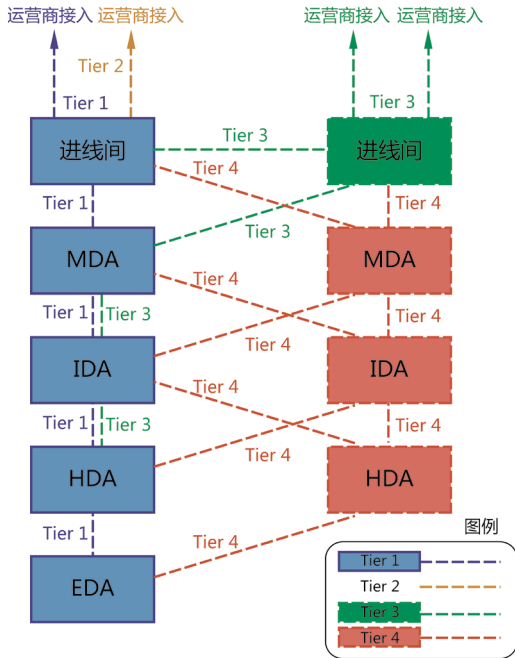 运营商接入 运营商接入 运营商接入 运营商接入
Tier 2
Tier 1 Tier 3
进线间 Tier 3 进线间
Tier 4
Tier 1 Tier 4
Tier 3
MDA MDA
Tier 4
Tier 1 Tier 3 Tier 4
Tier 4
IDA IDA
Tier 4
Tier 1 Tier 3 Tier 4
Tier 4
HDA HDA
Tier 1
Tier 4
EDA
图例
Tier 1
Tier 2
Tier 3
Tier 4